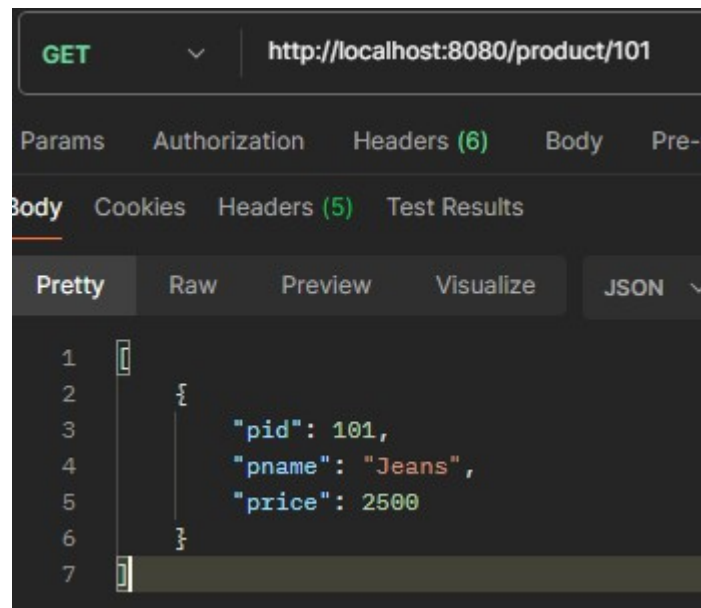 GET http://localhost:8080/product/101
Params Authorization Headers (6) Body Pre-
Body Cookies Headers (5) Test Results
Pretty Raw Preview Visualize JSON
1 [
2 {
3 "pid": 101,
4 "pname": "Jeans",
5 "price": 2500
6 }
7 ]